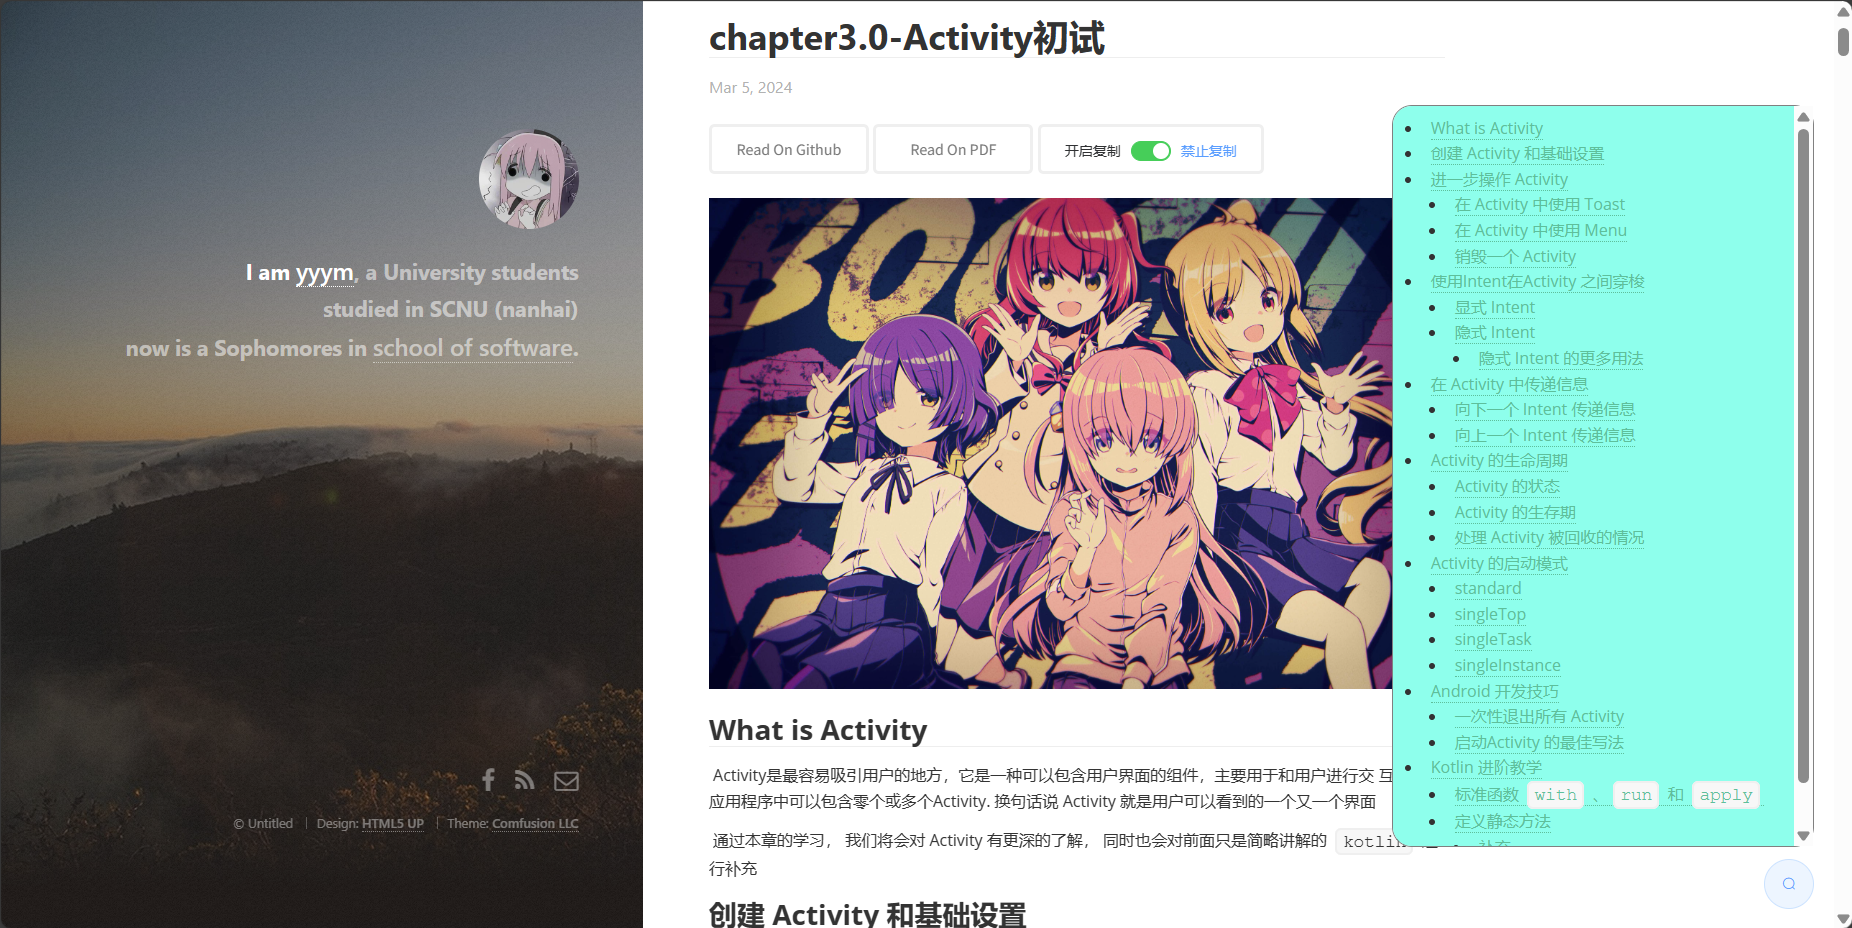 I am yyym, a University students
studied in SCNU (nanhai)
now is a Sophomores in school of software.
© Untitled
Design: HTML5 UP
Theme: Comfusion LLC
chapter3.0-Activity初试
Mar 5, 2024
Read On Github
Read On PDF
开启复制 禁止复制
What is Activity
Activity是最容易吸引用户的地方，它是一种可以包含用户界面的组件，主要用于和用户进行交 互
应用程序中可以包含零个或多个Activity. 换句话说 Activity 就是用户可以看到的一个又一个界面
通过本章的学习， 我们将会对 Activity 有更深的了解， 同时也会对前面只是简略讲解的 kotlin
行补充
创建 Activity 和基础设置
What is Activity
创建 Activity 和基础设置
进一步操作 Activity
在 Activity 中使用 Toast
在 Activity 中使用 Menu
销毁一个 Activity
使用Intent在Activity 之间穿梭
显式 Intent
隐式 Intent
隐式 Intent 的更多用法
在 Activity 中传递信息
向下一个 Intent 传递信息
向上一个 Intent 传递信息
Activity 的生命周期
Activity 的状态
Activity 的生存期
处理 Activity 被回收的情况
Activity 的启动模式
standard
singleTop
singleTask
singleInstance
Android 开发技巧
一次性退出所有 Activity
启动Activity 的最佳写法
Kotlin 进阶教学
标准函数 with 、 run 和 apply
定义静态方法